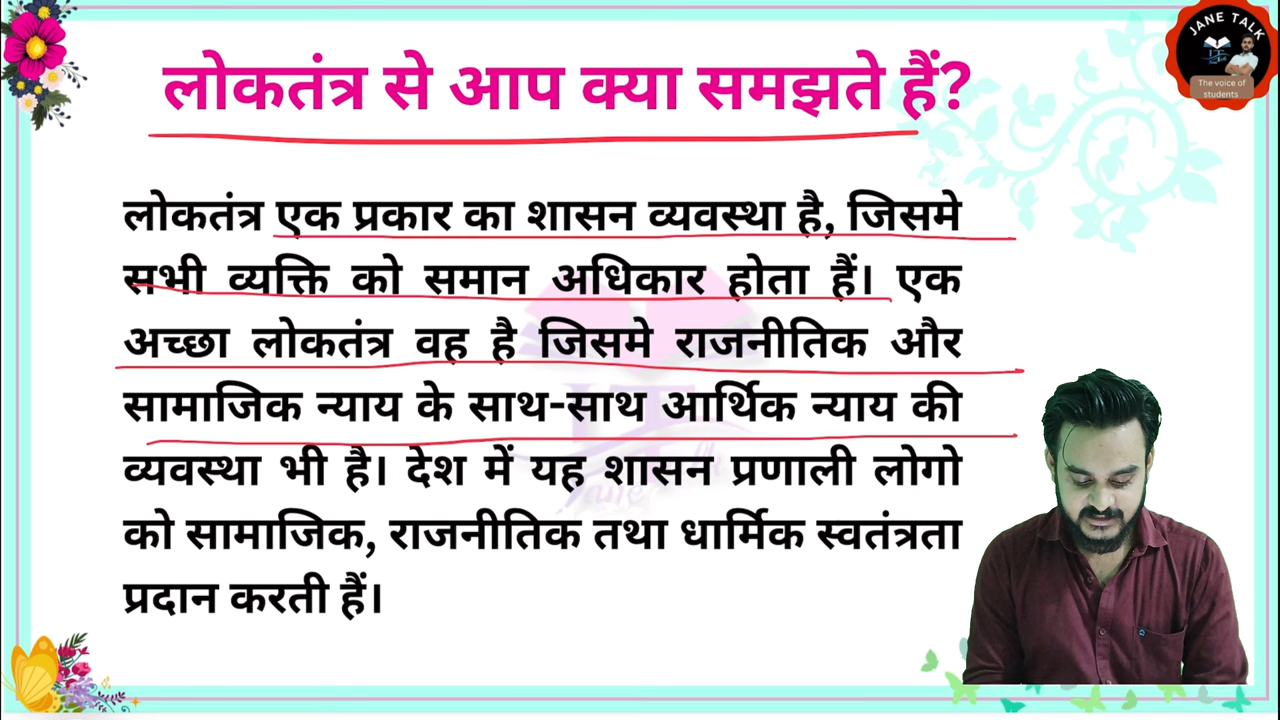 लोकतंत्र से आप क्या समझते हैं?
JANE TALK
The voice of
students
लोकतंत्र एक प्रकार का शासन व्यवस्था है, जिसमे
सभी व्यक्ति को समान अधिकार होता हैं। एक
अच्छा लोकतंत्र वह है जिसमे राजनीतिक और
सामाजिक न्याय के साथ-साथ आर्थिक न्याय की
व्यवस्था भी है। देश में यह शासन प्रणाली लोगो
को सामाजिक, राजनीतिक तथा धार्मिक स्वतंत्रता
प्रदान करती हैं।